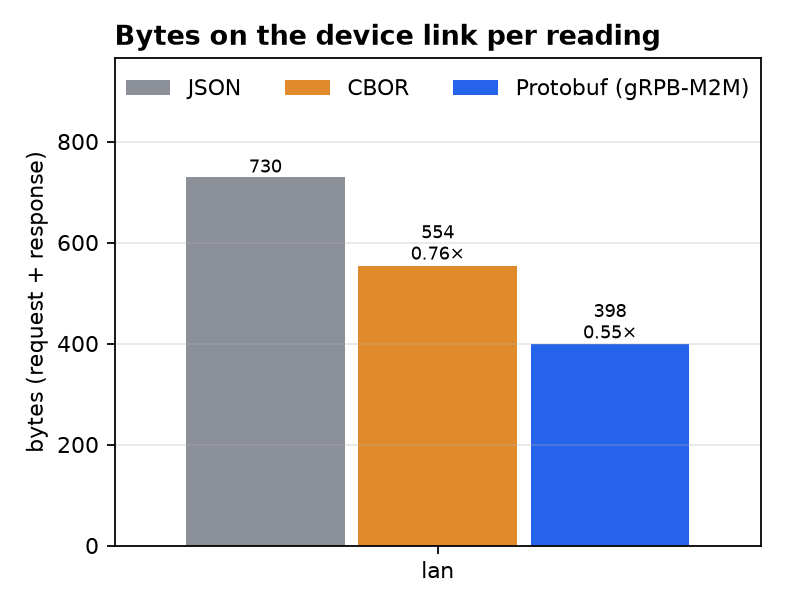 Bytes on the device link per reading
JSON
CBOR
Protobuf (gRPB-M2M)
bytes (request + response)
800
600
400
200
0
730
554
0.76×
398
0.55×
lan